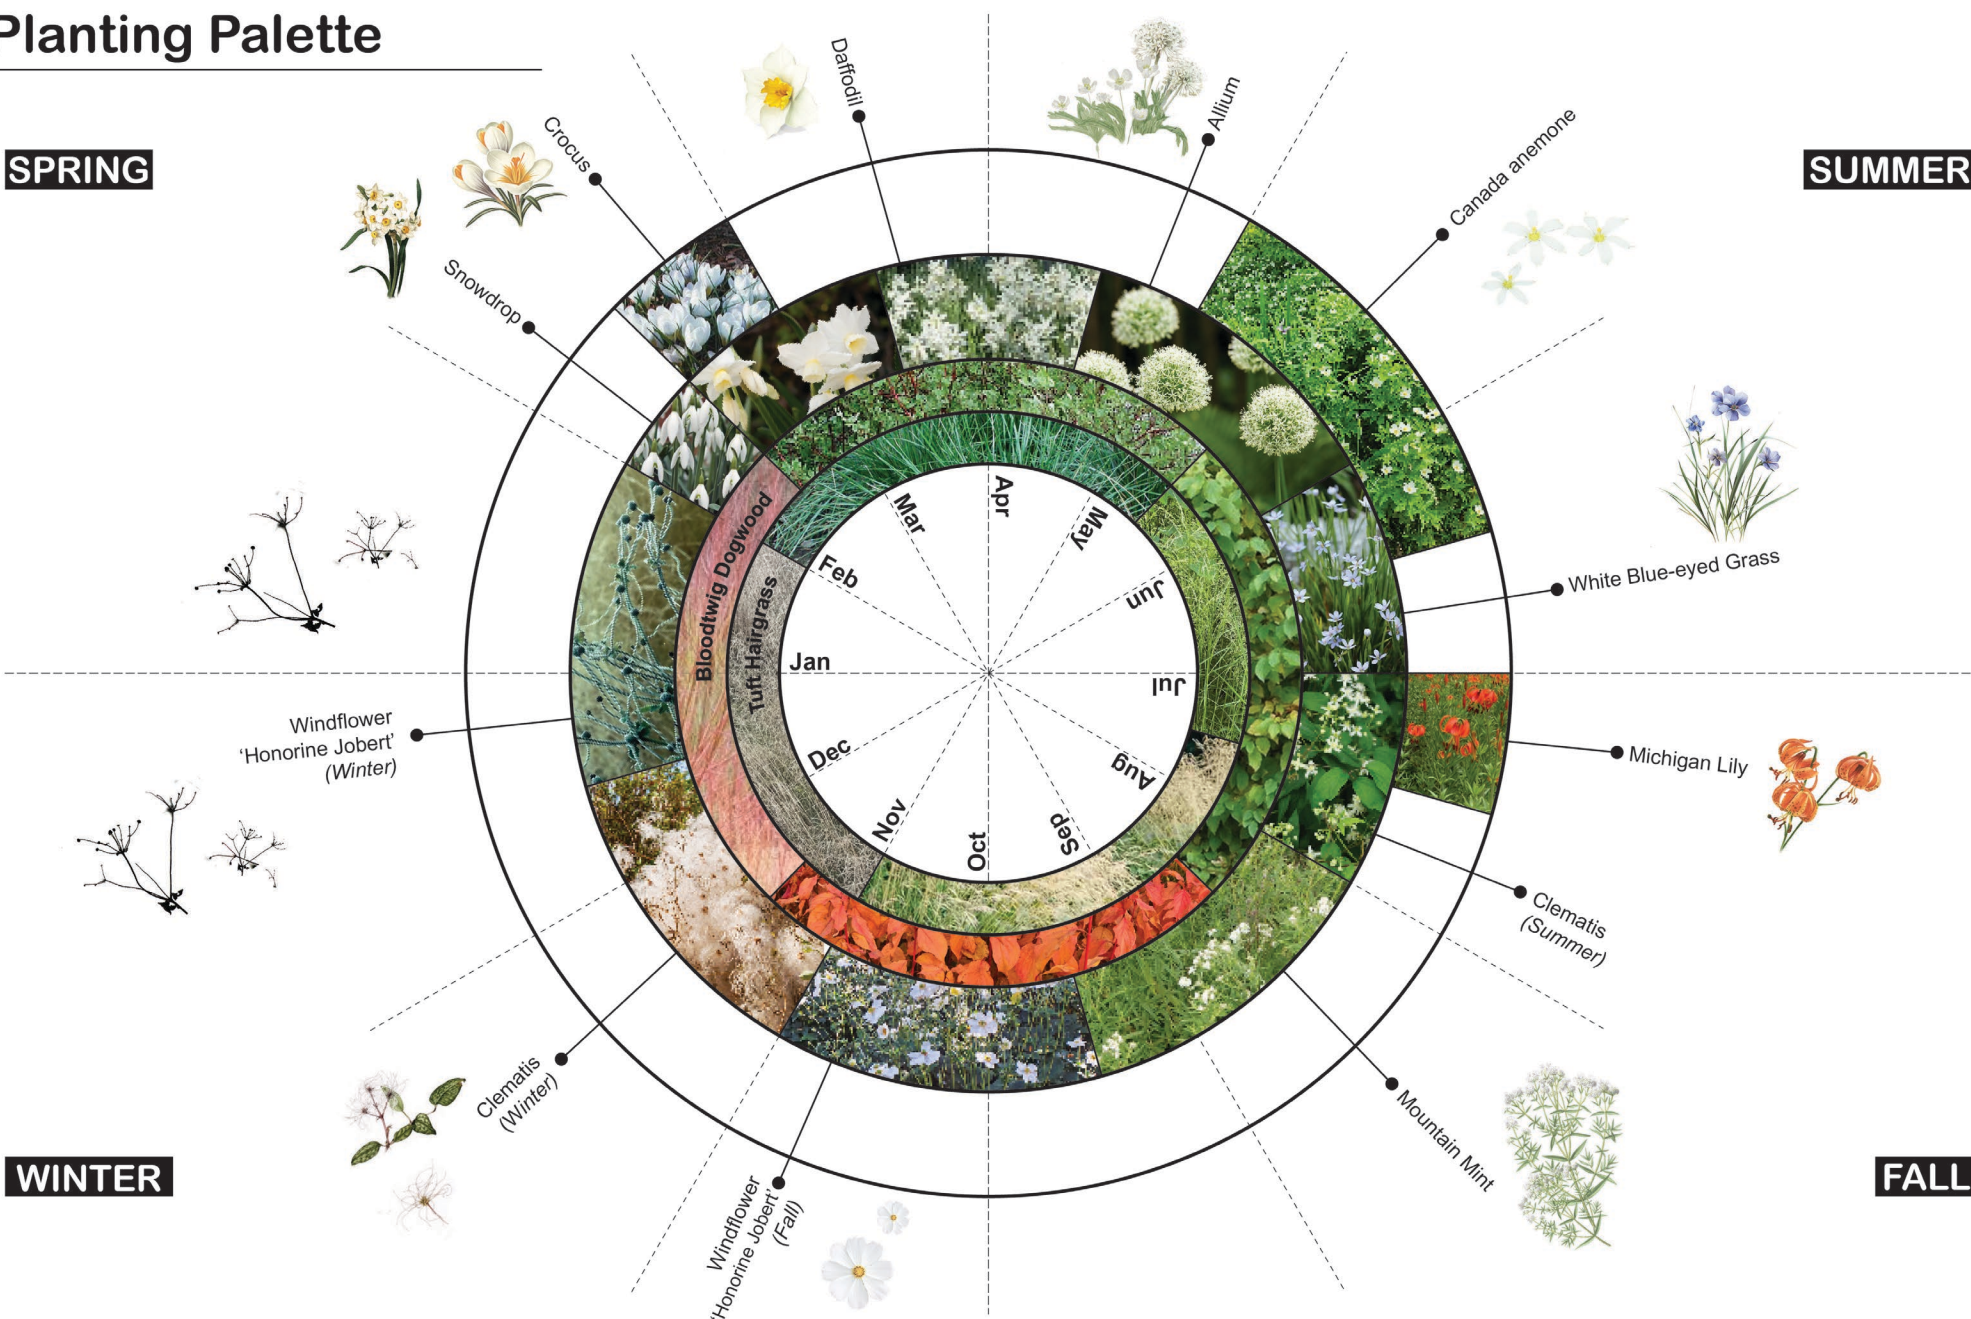 Planting Palette
SPRING
SUMMER
Daffodil
Allium
Crocus
Canada anemone
Snowdrop
White Blue-eyed Grass
Bloodtwig Dogwood
Tuft Hairgrass
Jan
Feb
Mar
Apr
May
Jun
Jul
Aug
Sep
Oct
Nov
Dec
Windflower
‘Honorine Jobert’
(Winter)
Michigan Lily
Clematis
(Summer)
Clematis
(Winter)
Mountain Mint
Windflower
‘Honorine Jobert’
(Fall)
WINTER
FALL